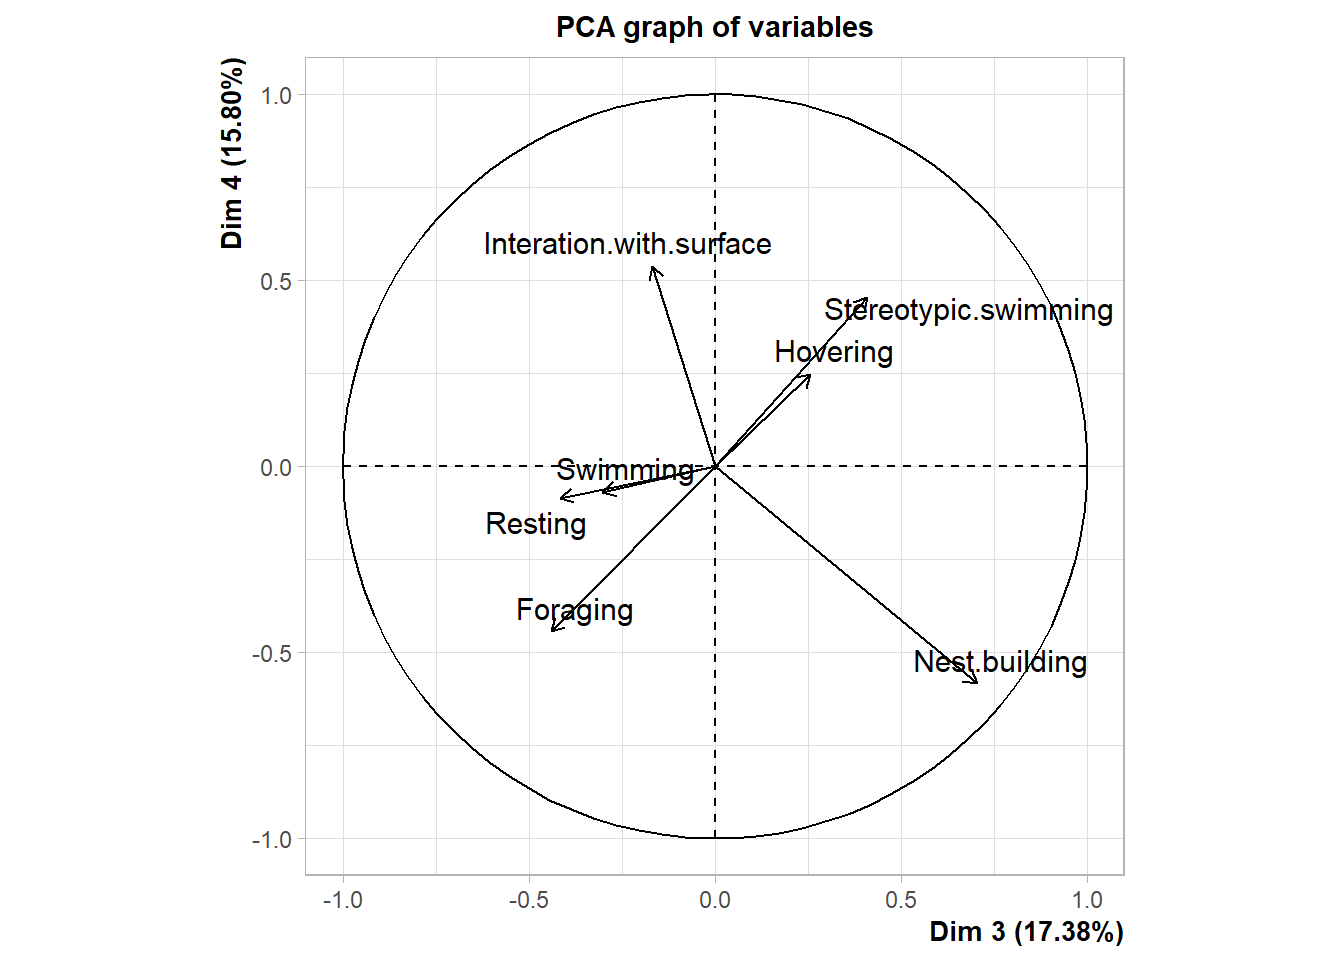 PCA graph of variables
Dim 4 (15.80%)
1.0
0.5
0.0
-0.5
-1.0
Interation.with.surface
Stereotypic.swimming
Hovering
Swimming
Resting
Foraging
Nest.building
-1.0
-0.5
0.0
0.5
1.0
Dim 3 (17.38%)